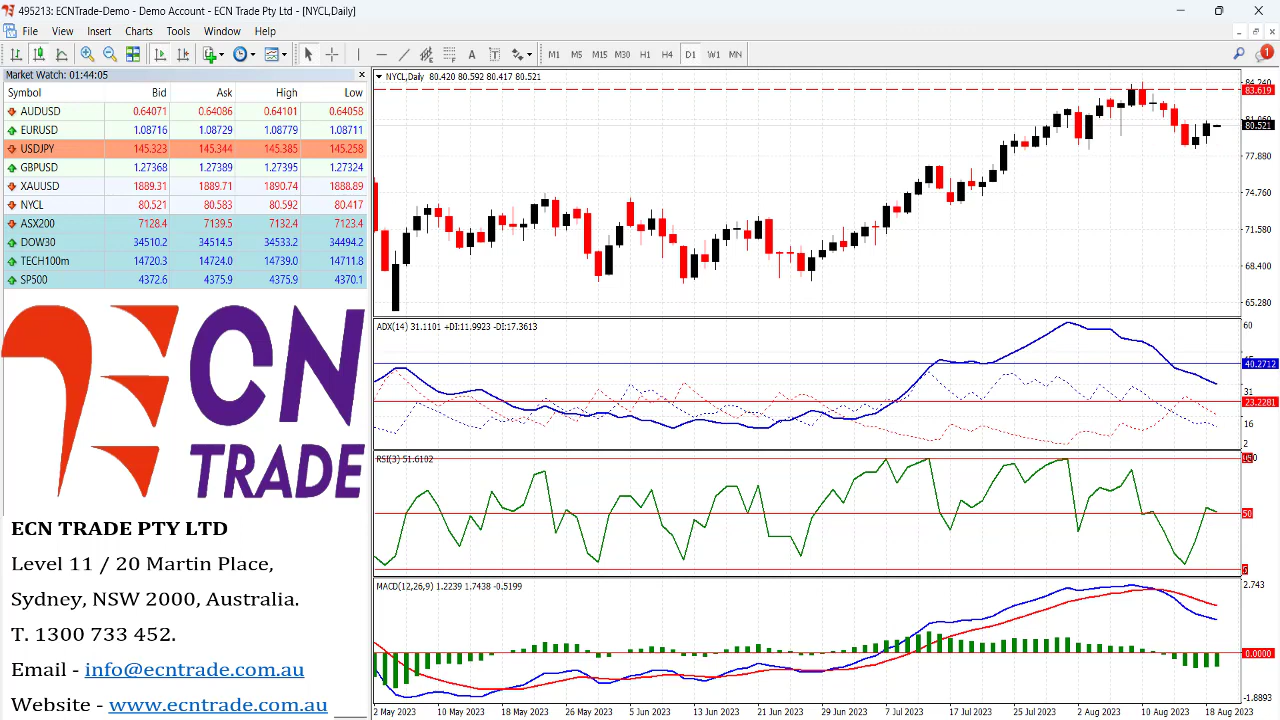 495213: ECNTrade-Demo - Demo Account - ECN Trade Pty Ltd - [NYCL,Daily]
File View Insert Charts Tools Window Help
A T M1 M5 M15 M30 H1 H4 D1 W1 MN 1
Market Watch: 01:44:05
Symbol Bid Ask High Low
AUDUSD 0.64071 0.64086 0.64101 0.64058
EURUSD 1.08716 1.08729 1.08779 1.08711
USDJPY 145.323 145.344 145.385 145.258
GBPUSD 1.27368 1.27389 1.27395 1.27324
XAUUSD 1889.31 1889.71 1890.74 1888.89
NYCL 80.521 80.583 80.592 80.417
ASX200 7128.4 7139.5 7132.4 7123.4
DOW30 34510.2 34514.5 34533.2 34494.2
TECH100m 14720.3 14724.0 14739.0 14711.8
SP500 4372.6 4375.9 4375.9 4370.1
ECN
TRADE
ECN TRADE PTY LTD
Level 11 / 20 Martin Place,
Sydney, NSW 2000, Australia.
T. 1300 733 452.
Email - info@ecntrade.com.au
Website - www.ecntrade.com.au
NYCL,Daily 80.420 80.592 80.417 80.521
84.240
83.619
80.521
77.880
74.760
71.580
68.400
65.280
ADX(14) 31.1101 +DI:11.9923 -DI:17.3613
60
40.2712
31
23.2281
16
2
RSI(3) 51.6102
50
MACD(12,26,9) 1.2239 1.7438 -0.5199
2.743
0.0000
-1.8893
2 May 2023 10 May 2023 18 May 2023 26 May 2023 5 Jun 2023 13 Jun 2023 21 Jun 2023 29 Jun 2023 7 Jul 2023 17 Jul 2023 25 Jul 2023 2 Aug 2023 10 Aug 2023 18 Aug 2023